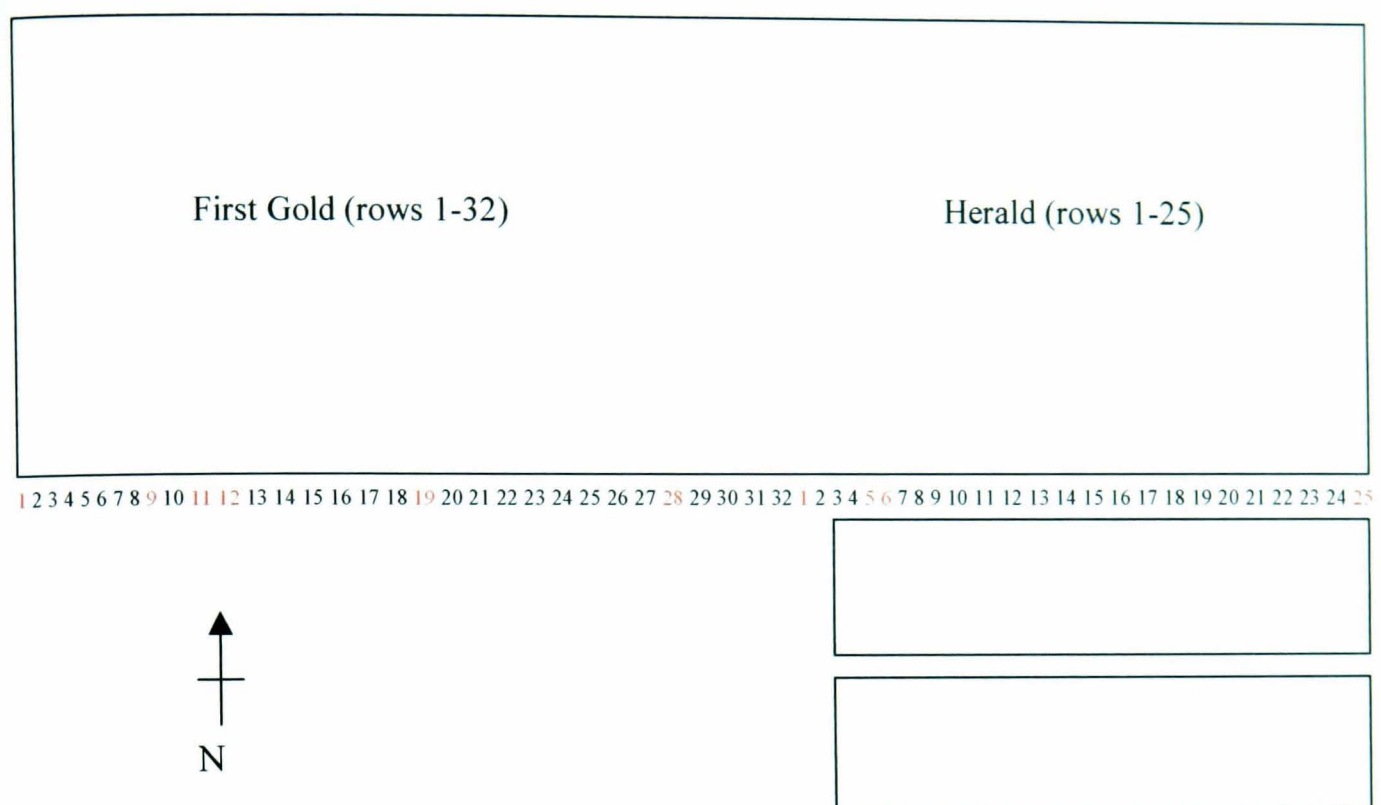 First Gold (rows 1-32)
Herald (rows 1-25)
1 2 3 4 5 6 7 8 9 10 11 12 13 14 15 16 17 18 19 20 21 22 23 24 25 26 27 28 29 30 31 32 1 2 3 4 5 6 7 8 9 10 11 12 13 14 15 16 17 18 19 20 21 22 23 24 25
N